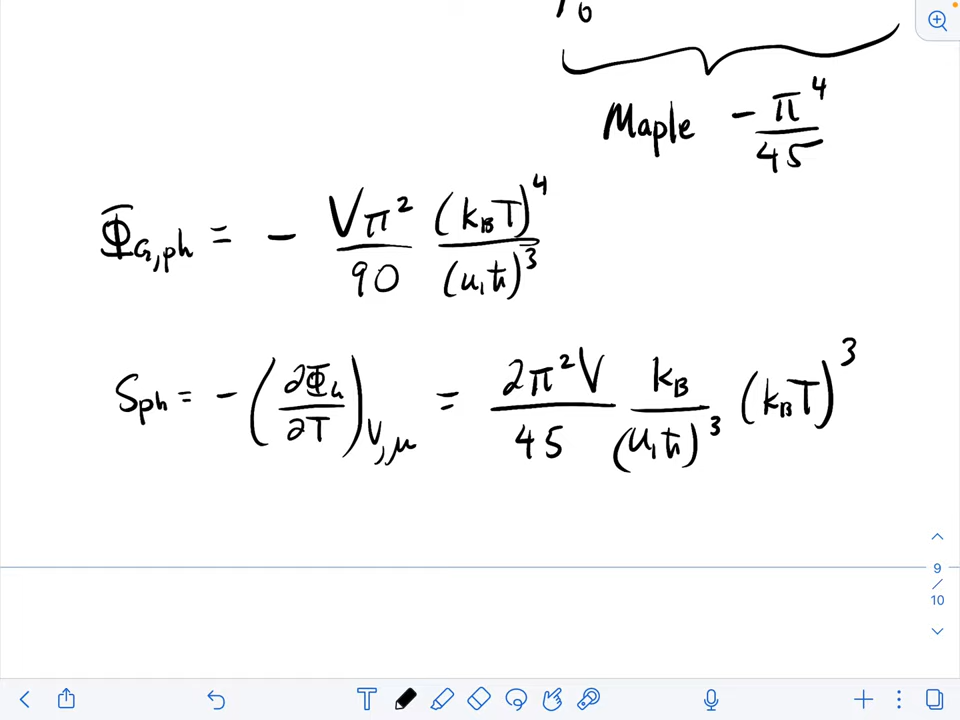 Maple - π⁴/45
Φ_G,ph = - Vπ²/90 (k_B T)⁴/(u₁ħ)³
S_ph = - (∂Φ_G/∂T)_V,μ = 2π²V/45 k_B/(u₁ħ)³ (k_B T)³
9
/
10
T